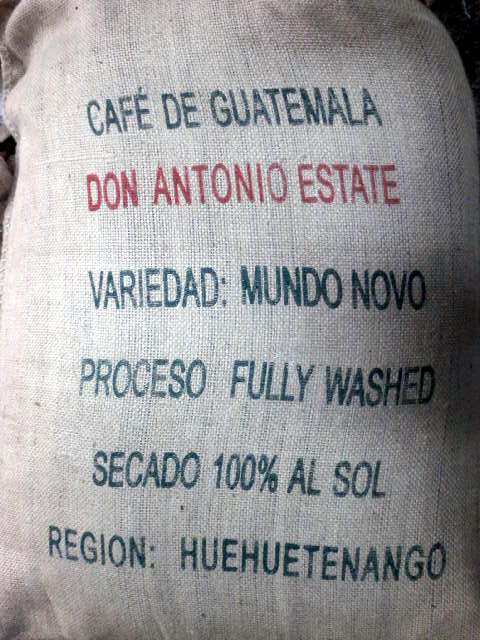 CAFÉ DE GUATEMALA
DON ANTONIO ESTATE
VARIEDAD: MUNDO NOVO
PROCESO FULLY WASHED
SECADO 100% AL SOL
REGION: HUEHUETENANGO